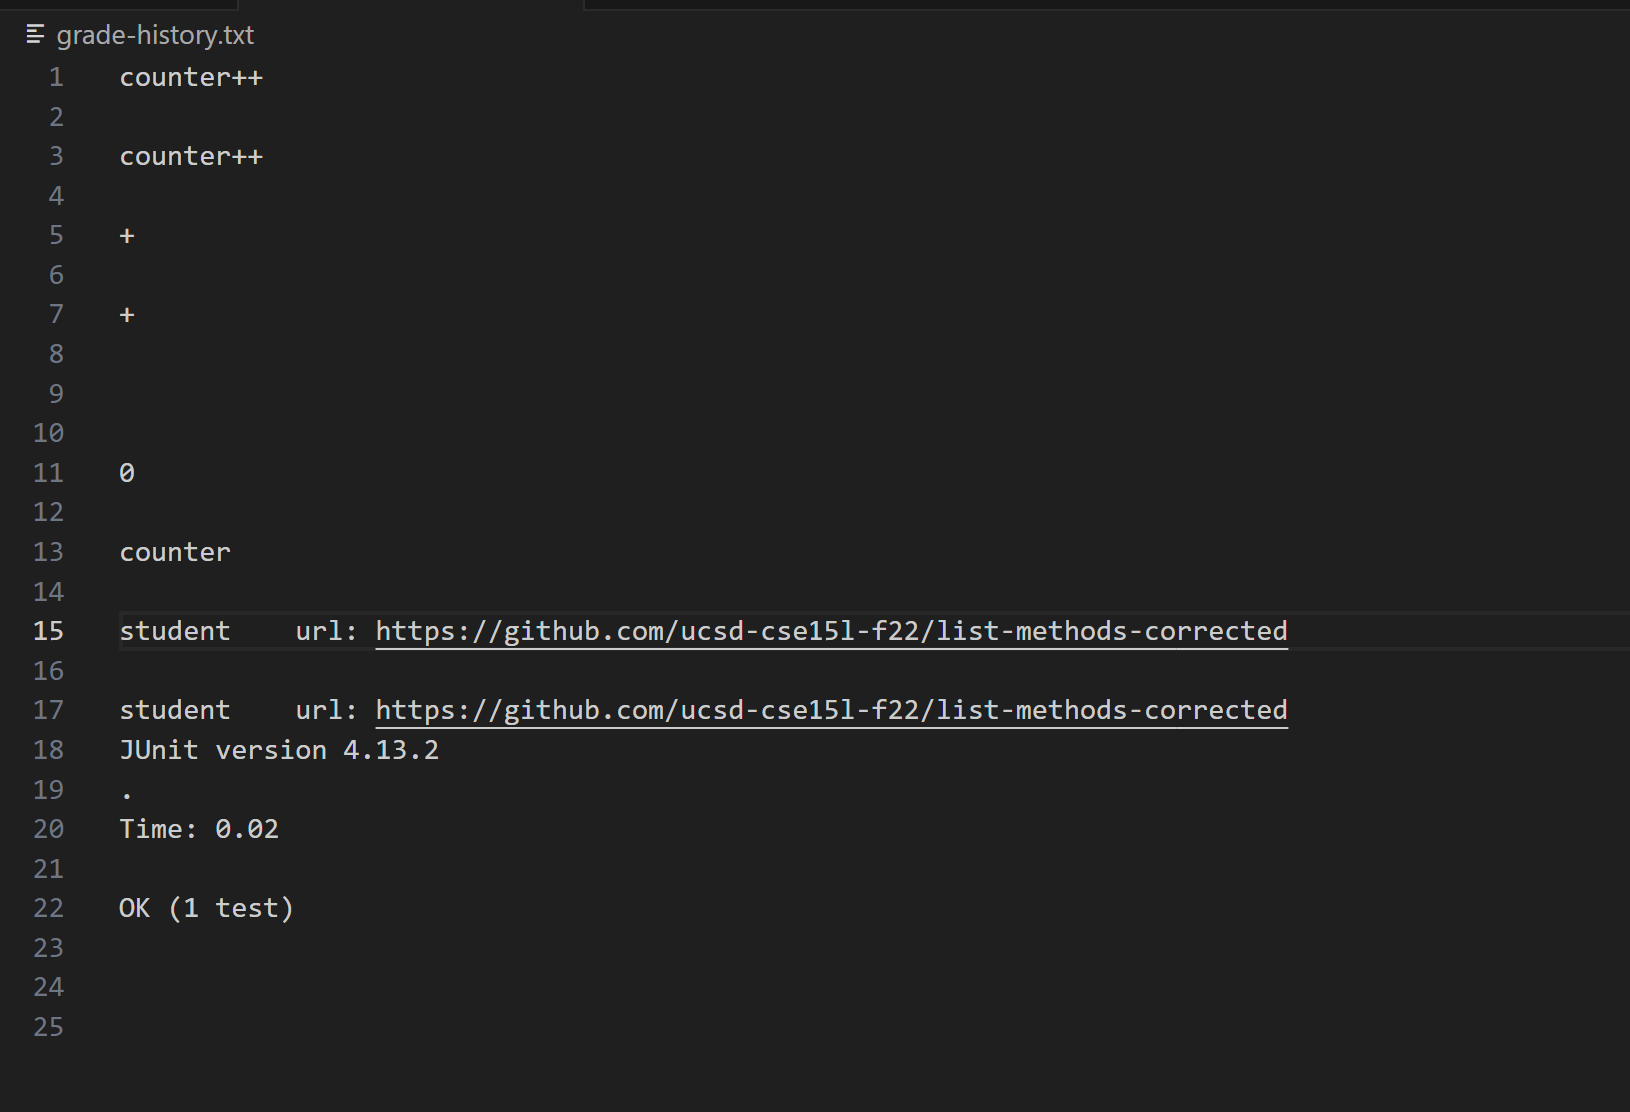 grade-history.txt
1 counter++
2
3 counter++
4
5 +
6
7 +
8
9
10
11 0
12
13 counter
14
15 student    url: https://github.com/ucsd-cse15l-f22/list-methods-corrected
16
17 student    url: https://github.com/ucsd-cse15l-f22/list-methods-corrected
18 JUnit version 4.13.2
19 .
20 Time: 0.02
21
22 OK (1 test)
23
24
25